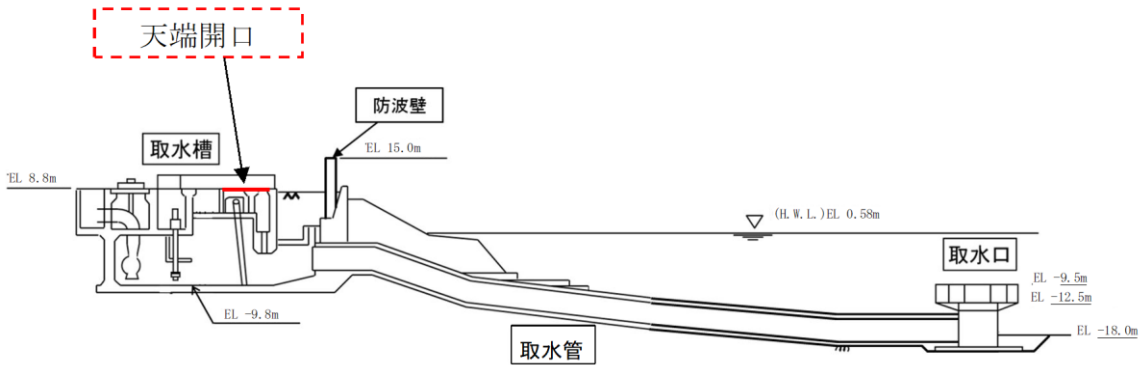 天端開口
防波壁
取水槽
EL 15.0m
EL 8.8m
(H.W.L.)EL 0.58m
取水口
EL -9.5m
EL -12.5m
EL -9.8m
EL -18.0m
取水管